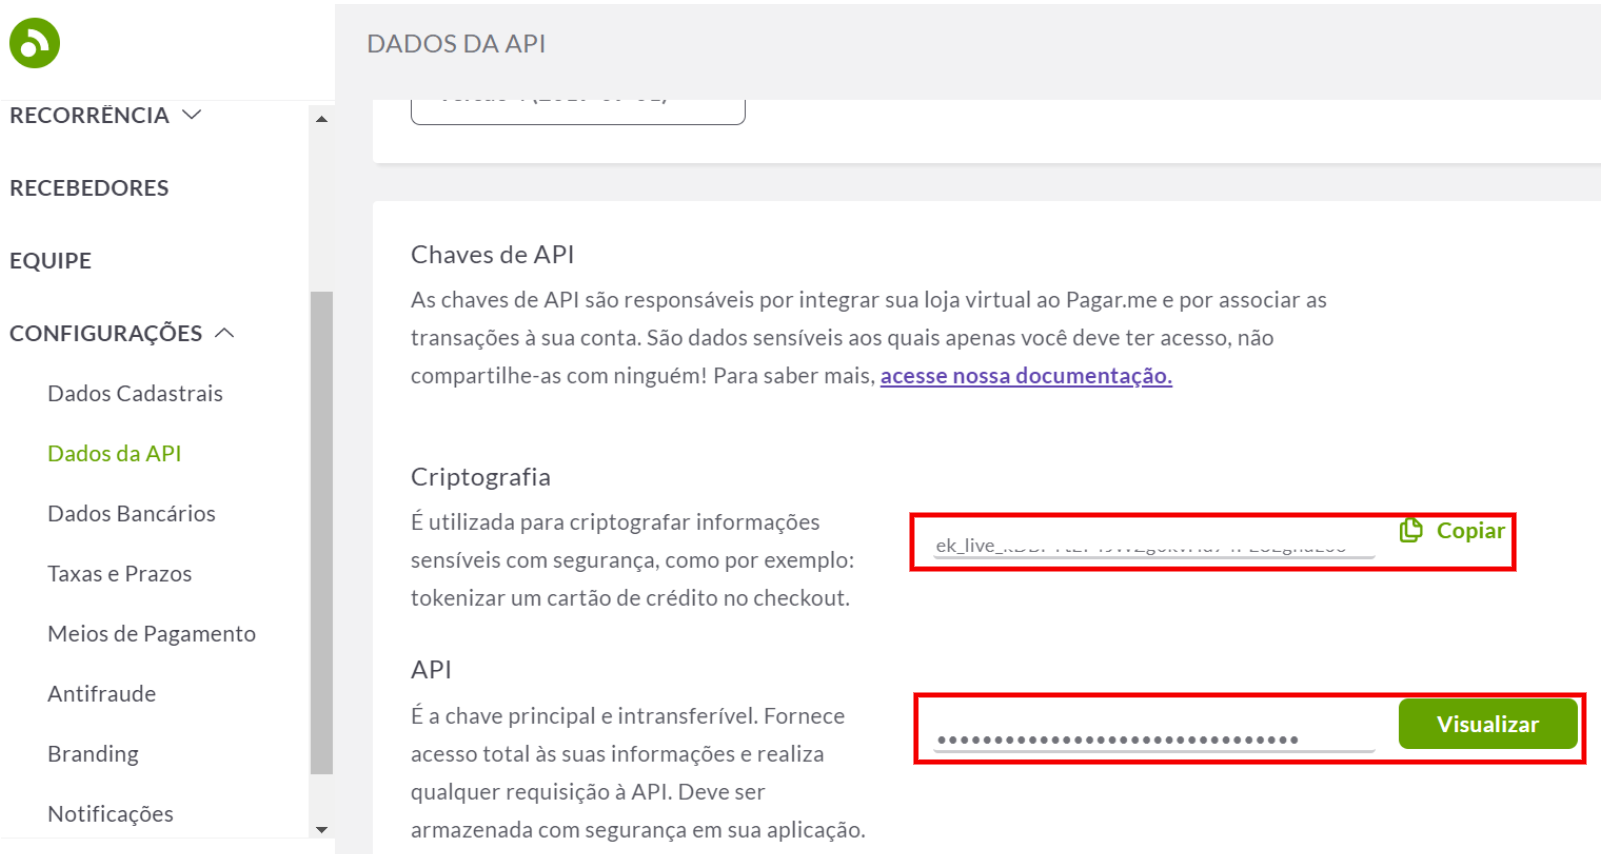 DADOS DA API
RECORRÊNCIA
RECEBEDORES
EQUIPE
CONFIGURAÇÕES
Dados Cadastrais
Dados da API
Dados Bancários
Taxas e Prazos
Meios de Pagamento
Antifraude
Branding
Notificações
Chaves de API
As chaves de API são responsáveis por integrar sua loja virtual ao Pagar.me e por associar as
transações à sua conta. São dados sensíveis aos quais apenas você deve ter acesso, não
compartilhe-as com ninguém! Para saber mais, acesse nossa documentação.
Criptografia
É utilizada para criptografar informações
sensíveis com segurança, como por exemplo:
tokenizar um cartão de crédito no checkout.
ek_live_
Copiar
API
É a chave principal e intransferível. Fornece
acesso total às suas informações e realiza
qualquer requisição à API. Deve ser
armazenada com segurança em sua aplicação.
Visualizar